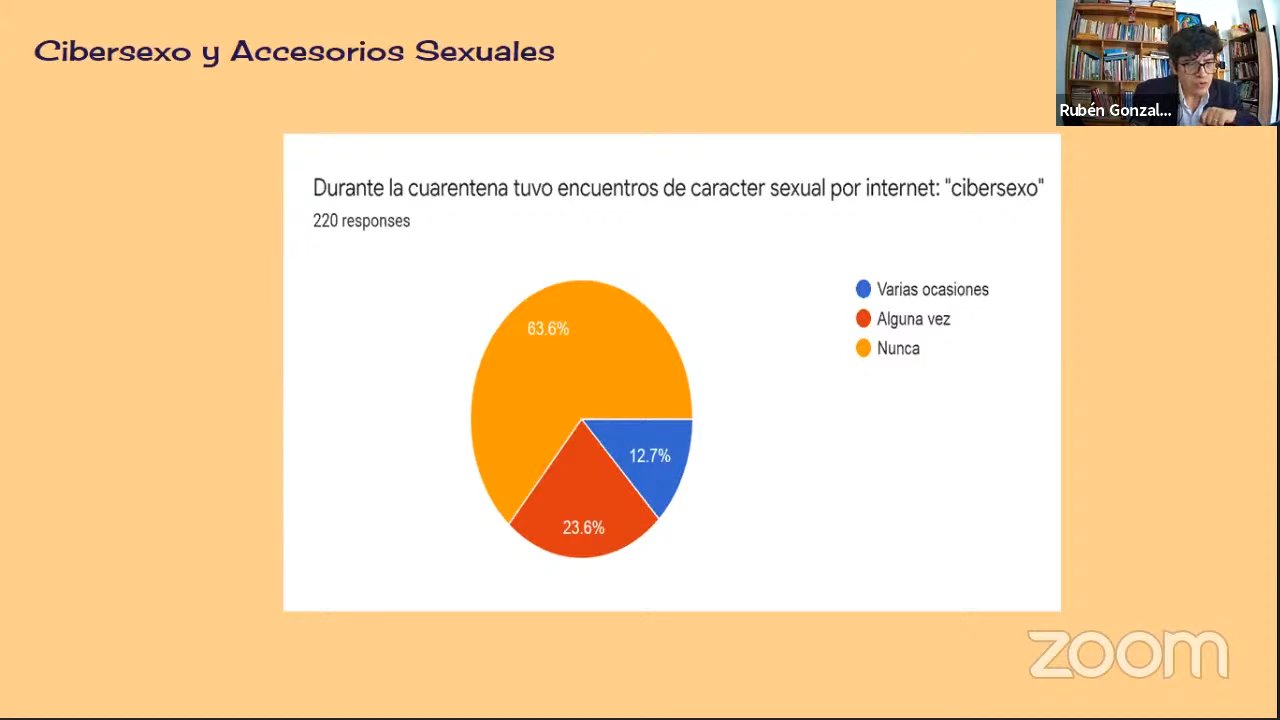 Cibersexo y Accesorios Sexuales
Rubén Gonzal...
Durante la cuarentena tuvo encuentros de caracter sexual por internet: "cibersexo"
220 responses
Varias ocasiones
Alguna vez
Nunca
63.6%
12.7%
23.6%
zoom